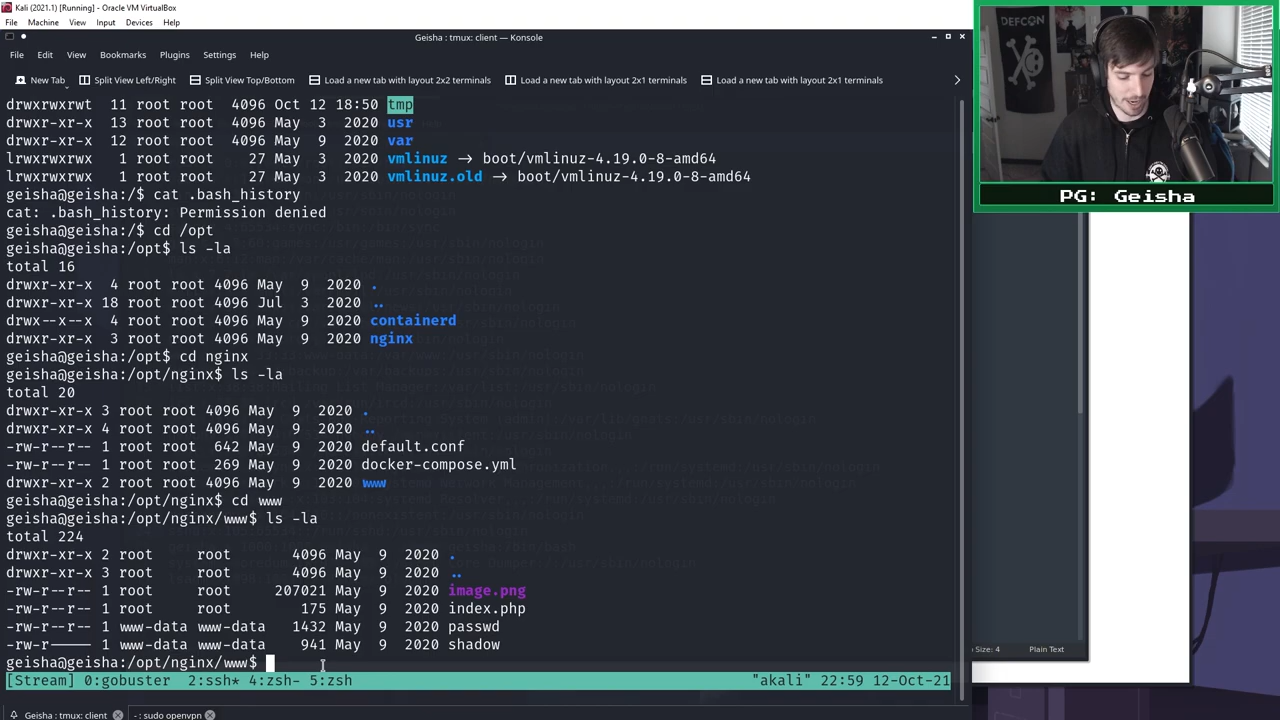 Kali (2021.1) [Running] - Oracle VM VirtualBox
File Machine View Input Devices Help
Geisha : tmux: client — Konsole
File Edit View Bookmarks Plugins Settings Help
New Tab Split View Left/Right Split View Top/Bottom Load a new tab with layout 2x2 terminals Load a new tab with layout 2x1 terminals Load a new tab with layout 2x1 terminals
drwxrwxrwt 11 root root 4096 Oct 12 18:50 tmp
drwxr-xr-x 13 root root 4096 May 3 2020 usr
drwxr-xr-x 12 root root 4096 May 9 2020 var
lrwxrwxrwx 1 root root 27 May 3 2020 vmlinuz -> boot/vmlinuz-4.19.0-8-amd64
lrwxrwxrwx 1 root root 27 May 3 2020 vmlinuz.old -> boot/vmlinuz-4.19.0-8-amd64
geisha@geisha:/$ cat .bash_history
cat: .bash_history: Permission denied
geisha@geisha:/$ cd /opt
geisha@geisha:/opt$ ls -la
total 16
drwxr-xr-x 4 root root 4096 May 9 2020 .
drwxr-xr-x 18 root root 4096 Jul 3 2020 ..
drwx--x--x 4 root root 4096 May 9 2020 containerd
drwxr-xr-x 3 root root 4096 May 9 2020 nginx
geisha@geisha:/opt$ cd nginx
geisha@geisha:/opt/nginx$ ls -la
total 20
drwxr-xr-x 3 root root 4096 May 9 2020 .
drwxr-xr-x 4 root root 4096 May 9 2020 ..
-rw-r--r-- 1 root root 642 May 9 2020 default.conf
-rw-r--r-- 1 root root 269 May 9 2020 docker-compose.yml
drwxr-xr-x 2 root root 4096 May 9 2020 www
geisha@geisha:/opt/nginx$ cd www
geisha@geisha:/opt/nginx/www$ ls -la
total 224
drwxr-xr-x 2 root root 4096 May 9 2020 .
drwxr-xr-x 3 root root 4096 May 9 2020 ..
-rw-r--r-- 1 root root 207021 May 9 2020 image.png
-rw-r--r-- 1 root root 175 May 9 2020 index.php
-rw-r--r-- 1 www-data www-data 1432 May 9 2020 passwd
-rw-r----- 1 www-data www-data 941 May 9 2020 shadow
geisha@geisha:/opt/nginx/www$
[Stream] 0:gobuster 2:ssh* 4:zsh- 5:zsh "akali" 22:59 12-Oct-21
Geisha : tmux: client - : sudo openvpn
DEFCON
PG: Geisha
Size: 4 Plain Text